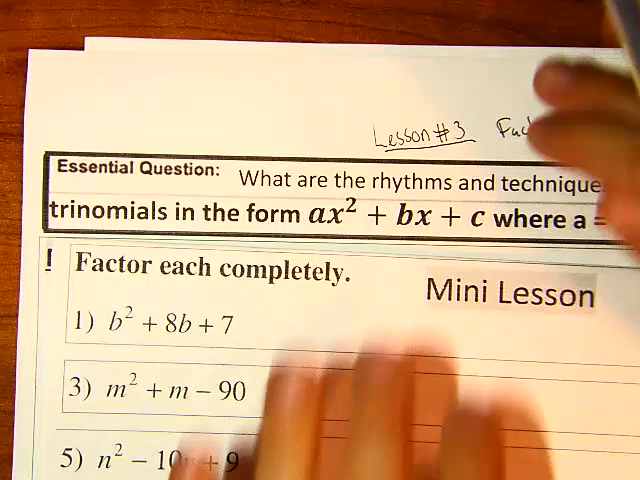 Lesson #3
Essential Question: What are the rhythms and technique
trinomials in the form ax² + bx + c where a =
! Factor each completely.
Mini Lesson
1) b² + 8b + 7
3) m² + m − 90
5) n² − 10n + 9